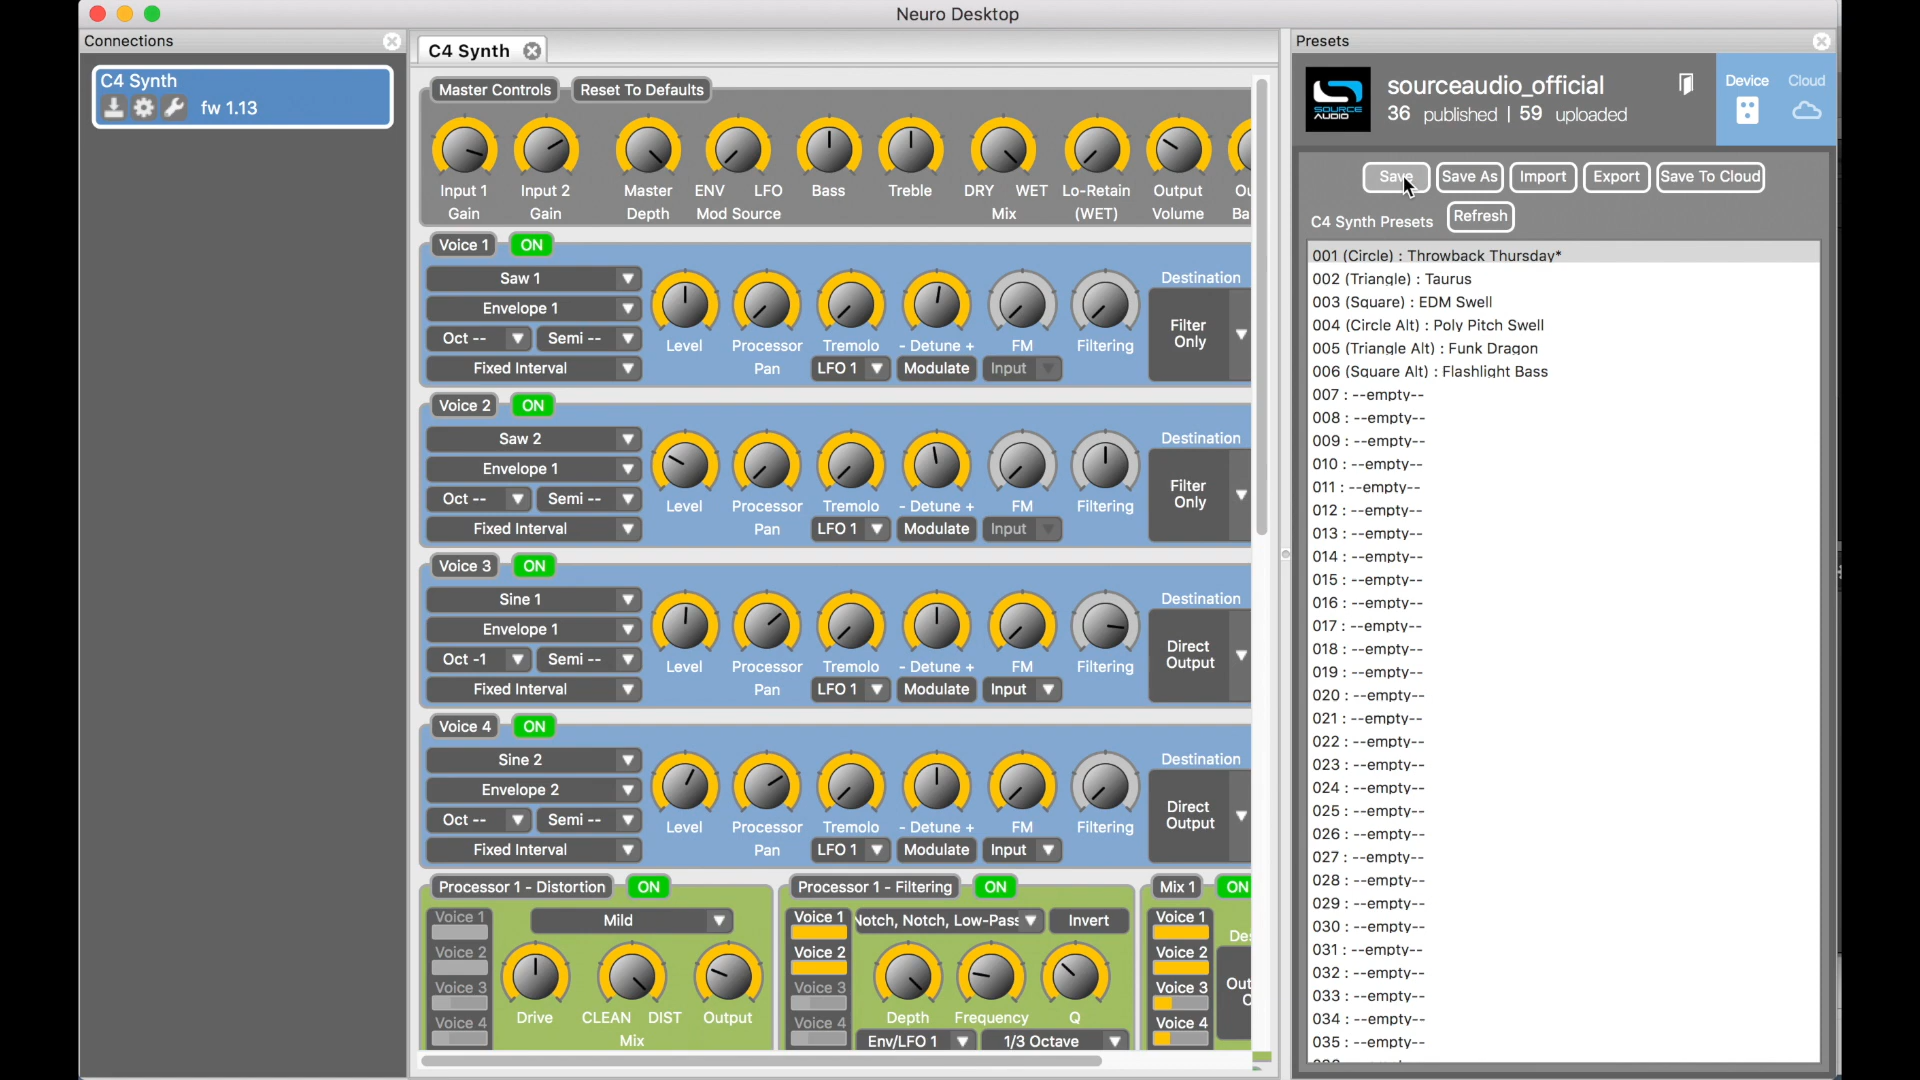 Neuro Desktop
Connections
C4 Synth
fw 1.13
C4 Synth
Master Controls
Reset To Defaults
Input 1 Gain
Input 2 Gain
Master Depth
ENV LFO
Mod Source
Bass
Treble
DRY WET
Mix
Lo-Retain (WET)
Output Volume
Voice 1 ON
Saw 1
Envelope 1
Oct -- Semi --
Fixed Interval
Level
Processor Pan
Tremolo
LFO 1
- Detune +
Modulate
FM
Input
Filtering
Destination
Filter Only
Voice 2 ON
Saw 2
Envelope 1
Oct -- Semi --
Fixed Interval
Level
Processor Pan
Tremolo
LFO 1
- Detune +
Modulate
FM
Input
Filtering
Destination
Filter Only
Voice 3 ON
Sine 1
Envelope 1
Oct -1 Semi --
Fixed Interval
Level
Processor Pan
Tremolo
LFO 1
- Detune +
Modulate
FM
Input
Filtering
Destination
Direct Output
Voice 4 ON
Sine 2
Envelope 2
Oct -- Semi --
Fixed Interval
Level
Processor Pan
Tremolo
LFO 1
- Detune +
Modulate
FM
Input
Filtering
Destination
Direct Output
Processor 1 - Distortion ON
Voice 1
Voice 2
Voice 3
Voice 4
Mild
Drive
CLEAN DIST
Mix
Output
Processor 1 - Filtering ON
Voice 1
Voice 2
Voice 3
Voice 4
Notch, Notch, Low-Pass
Invert
Depth
Frequency
Q
Env/LFO 1
1/3 Octave
Mix 1 ON
Voice 1
Voice 2
Voice 3
Voice 4
Presets
SOURCE AUDIO
sourceaudio_official
36 published | 59 uploaded
Device
Cloud
Save
Save As
Import
Export
Save To Cloud
C4 Synth Presets
Refresh
001 (Circle) : Throwback Thursday*
002 (Triangle) : Taurus
003 (Square) : EDM Swell
004 (Circle Alt) : Poly Pitch Swell
005 (Triangle Alt) : Funk Dragon
006 (Square Alt) : Flashlight Bass
007 : --empty--
008 : --empty--
009 : --empty--
010 : --empty--
011 : --empty--
012 : --empty--
013 : --empty--
014 : --empty--
015 : --empty--
016 : --empty--
017 : --empty--
018 : --empty--
019 : --empty--
020 : --empty--
021 : --empty--
022 : --empty--
023 : --empty--
024 : --empty--
025 : --empty--
026 : --empty--
027 : --empty--
028 : --empty--
029 : --empty--
030 : --empty--
031 : --empty--
032 : --empty--
033 : --empty--
034 : --empty--
035 : --empty--